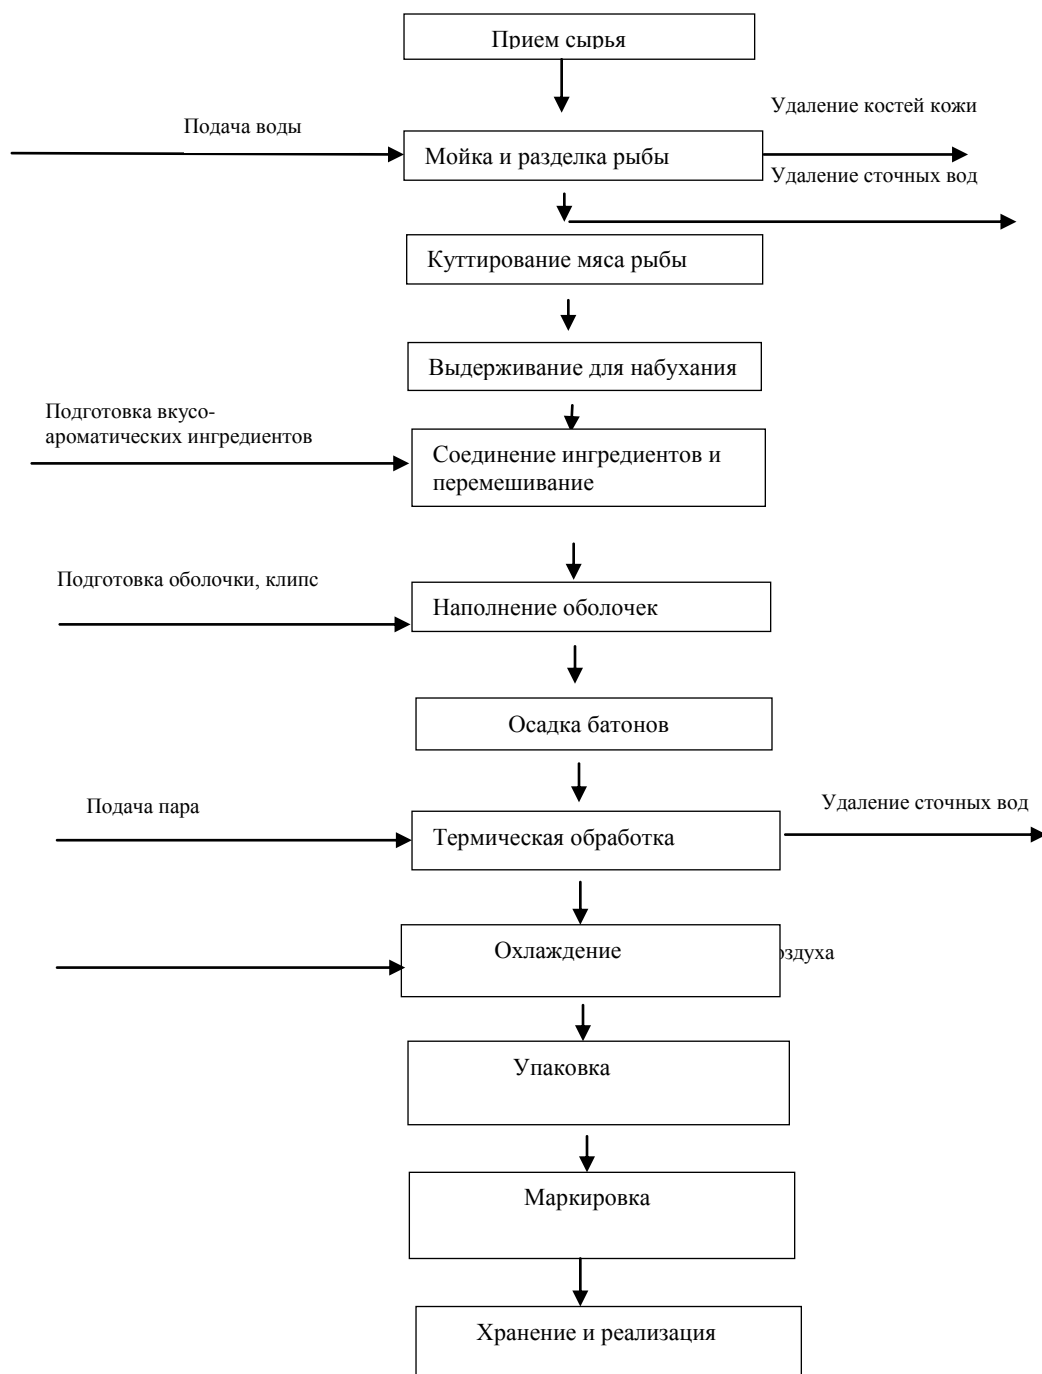 Прием сырья
Удаление костей кожи
Подача воды
Мойка и разделка рыбы
Удаление сточных вод
Куттирование мяса рыбы
Выдерживание для набухания
Подготовка вкусо-
ароматических ингредиентов
Соединение ингредиентов и
перемешивание
Подготовка оболочки, клипс
Наполнение оболочек
Осадка батонов
Подача пара
Удаление сточных вод
Термическая обработка
Охлаждение
Упаковка
Маркировка
Хранение и реализация